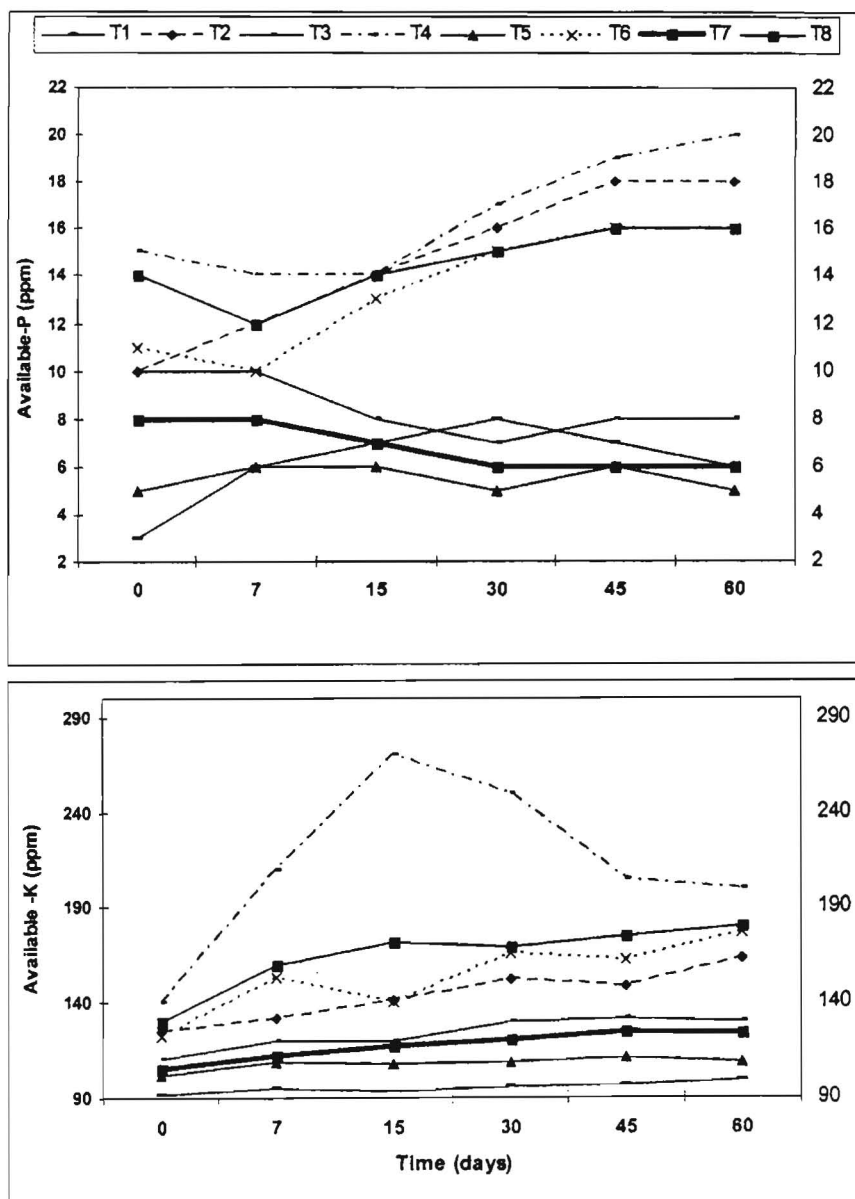 T1 T2 T3 T4 T5 T6 T7 T8
22 22
20 20
18 18
16 16
14 14
12 12
10 10
8 8
6 6
4 4
2 2
Available-P (ppm)
0 7 15 30 45 60
290 290
240 240
190 190
140 140
90 90
Available -K (ppm)
0 7 15 30 45 60
Time (days)